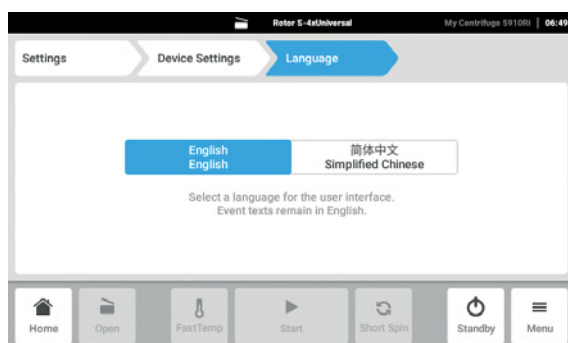 Rotor S-4xUniversal
My Centrifuge 5910Ri | 06:49
Settings
Device Settings
Language
English
English
简体中文
Simplified Chinese
Select a language for the user interface.
Event texts remain in English.
Home
Open
FastTemp
Start
Short Spin
Standby
Menu